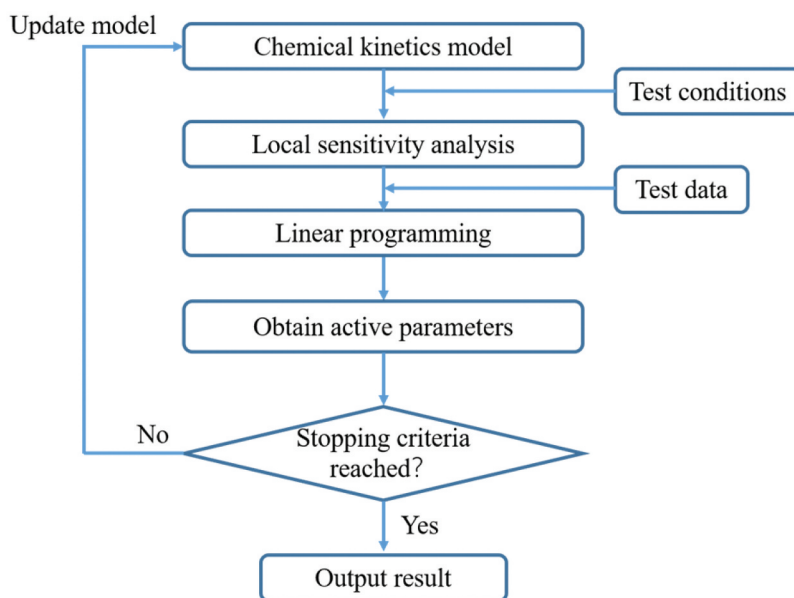 Update model
Chemical kinetics model
Test conditions
Local sensitivity analysis
Test data
Linear programming
Obtain active parameters
No
Stopping criteria
reached?
Yes
Output result